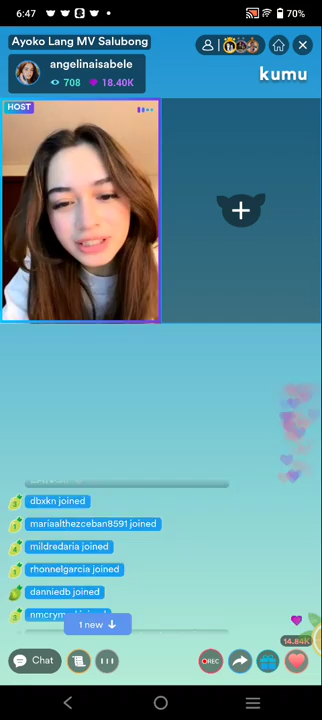 6:47
70%
Ayoko Lang MV Salubong
angelinaisabele
708 18.40K
kumu
HOST
dbxkn joined
mariaalthezceban8591 joined
mildredaria joined
rhonnelgarcia joined
danniedb joined
1 new
Chat
REC
14.84K